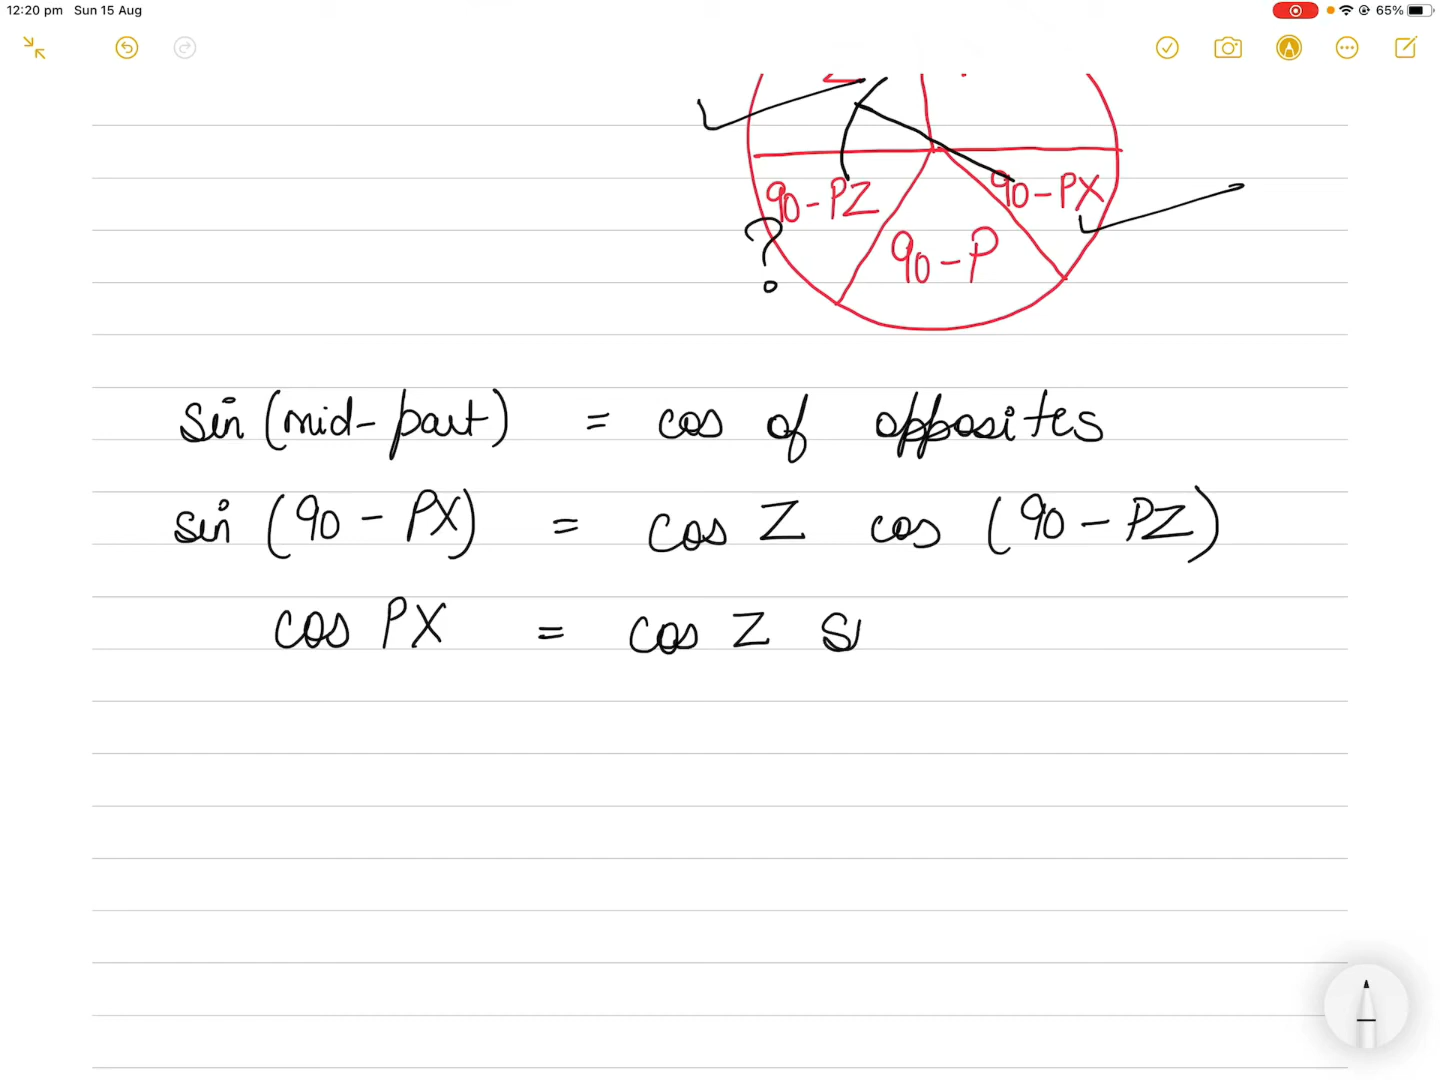 12:20 pm Sun 15 Aug 65%
90-PZ 90-PX
90-P
?
sin (mid-part) = cos of opposites
sin (90 - PX) = cos Z cos (90 - PZ)
cos PX = cos Z si